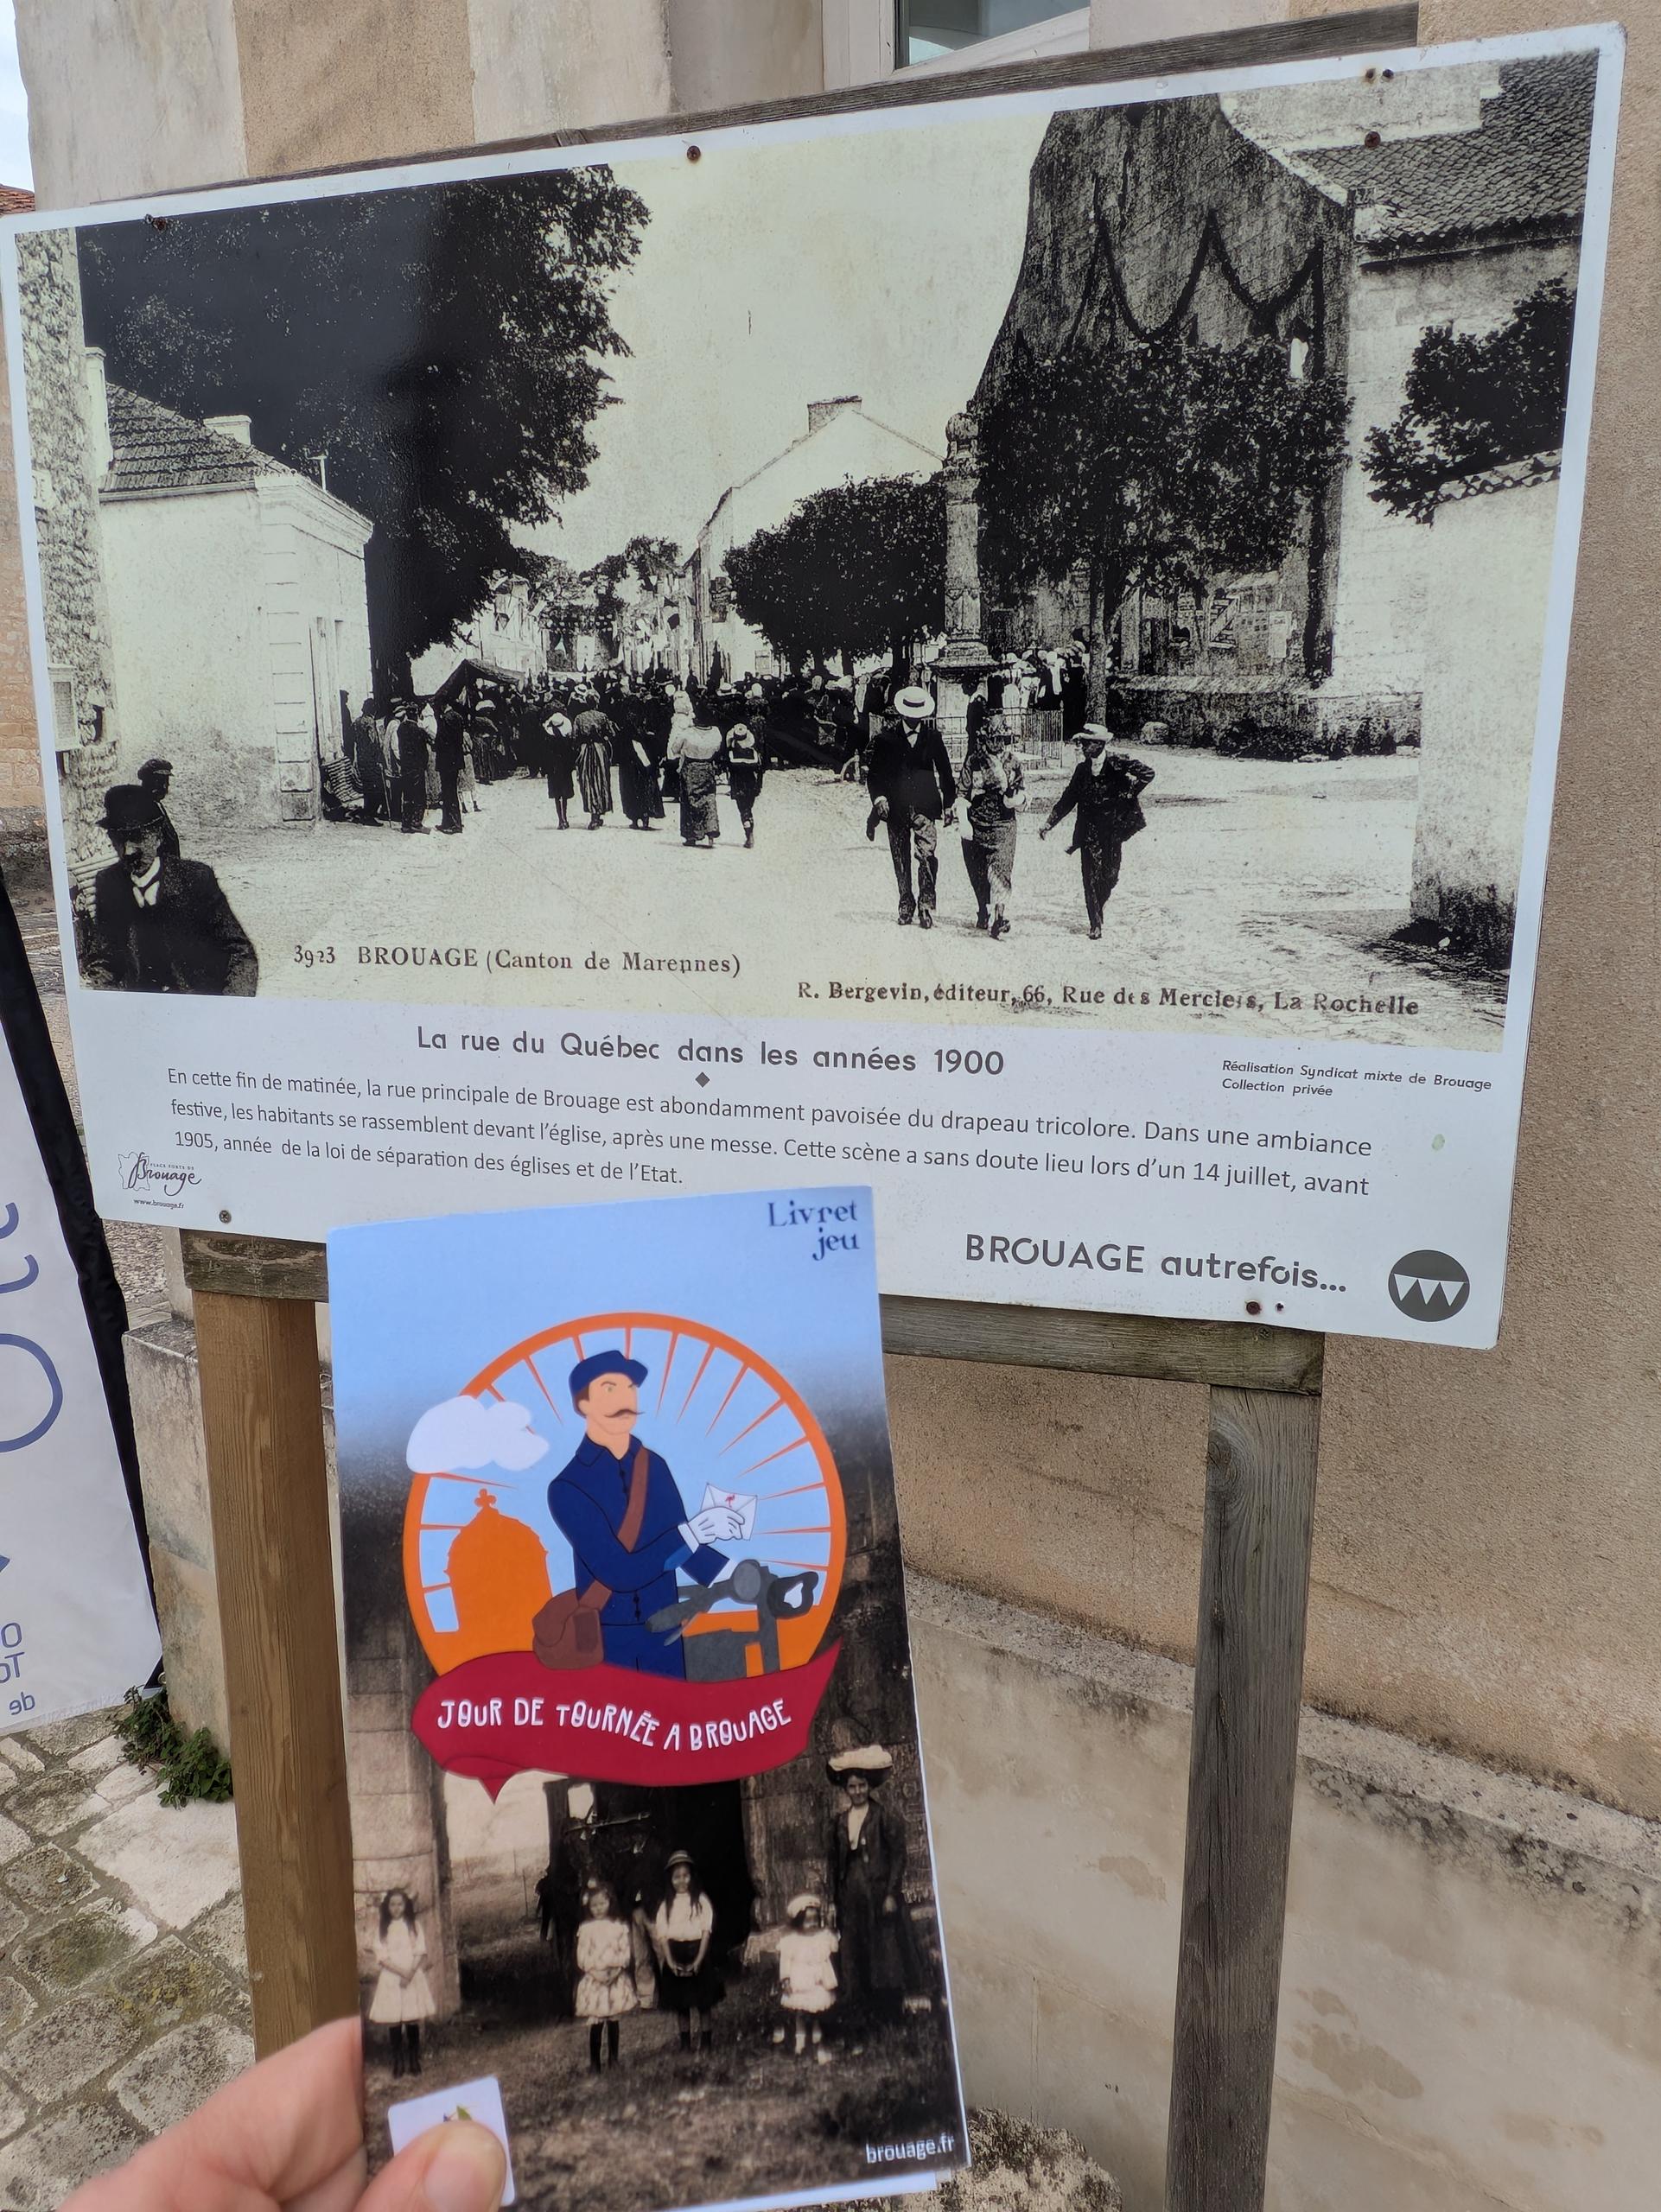 3923 BROUAGE (Canton de Marennes)
R. Bergevin, éditeur, 66, Rue des Merciers, La Rochelle
La rue du Québec dans les années 1900
Réalisation Syndicat mixte de Brouage
Collection privée
En cette fin de matinée, la rue principale de Brouage est abondamment pavoisée du drapeau tricolore. Dans une ambiance
festive, les habitants se rassemblent devant l'église, après une messe. Cette scène a sans doute lieu lors d'un 14 juillet, avant
1905, année de la loi de séparation des églises et de l'Etat.
PLACE FORTE DE
Brouage
www.brouage.fr
BROUAGE autrefois...
Livret
jeu
JOUR DE TOURNÉE A BROUAGE
brouage.fr